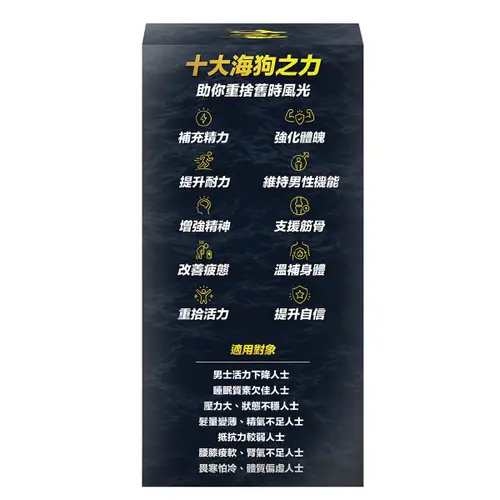 十大海狗之力
助你重捨舊時風光
補充精力
強化體魄
提升耐力
維持男性機能
增強精神
支援筋骨
改善疲態
溫補身體
重拾活力
提升自信
適用對象
男士活力下降人士
睡眠質素欠佳人士
壓力大、狀態不穩人士
髮量變薄、精氣不足人士
抵抗力較弱人士
腰膝痠軟、腎氣不足人士
畏寒怕冷、體質偏虛人士